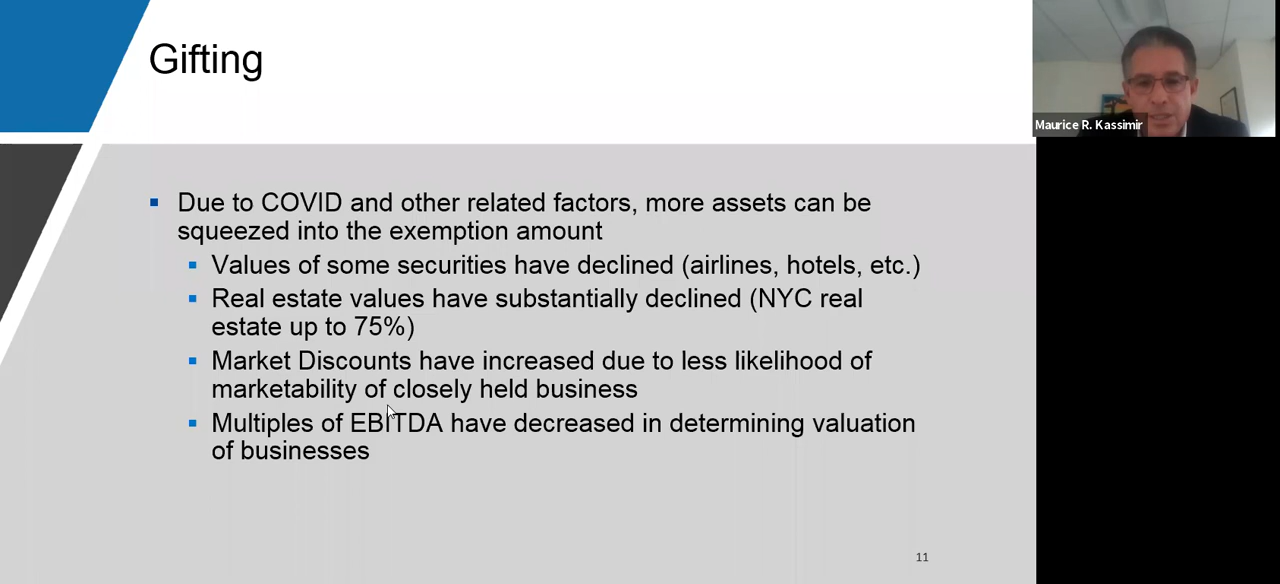 Gifting
Maurice R. Kassimir
Due to COVID and other related factors, more assets can be
squeezed into the exemption amount
Values of some securities have declined (airlines, hotels, etc.)
Real estate values have substantially declined (NYC real
estate up to 75%)
Market Discounts have increased due to less likelihood of
marketability of closely held business
Multiples of EBITDA have decreased in determining valuation
of businesses
11